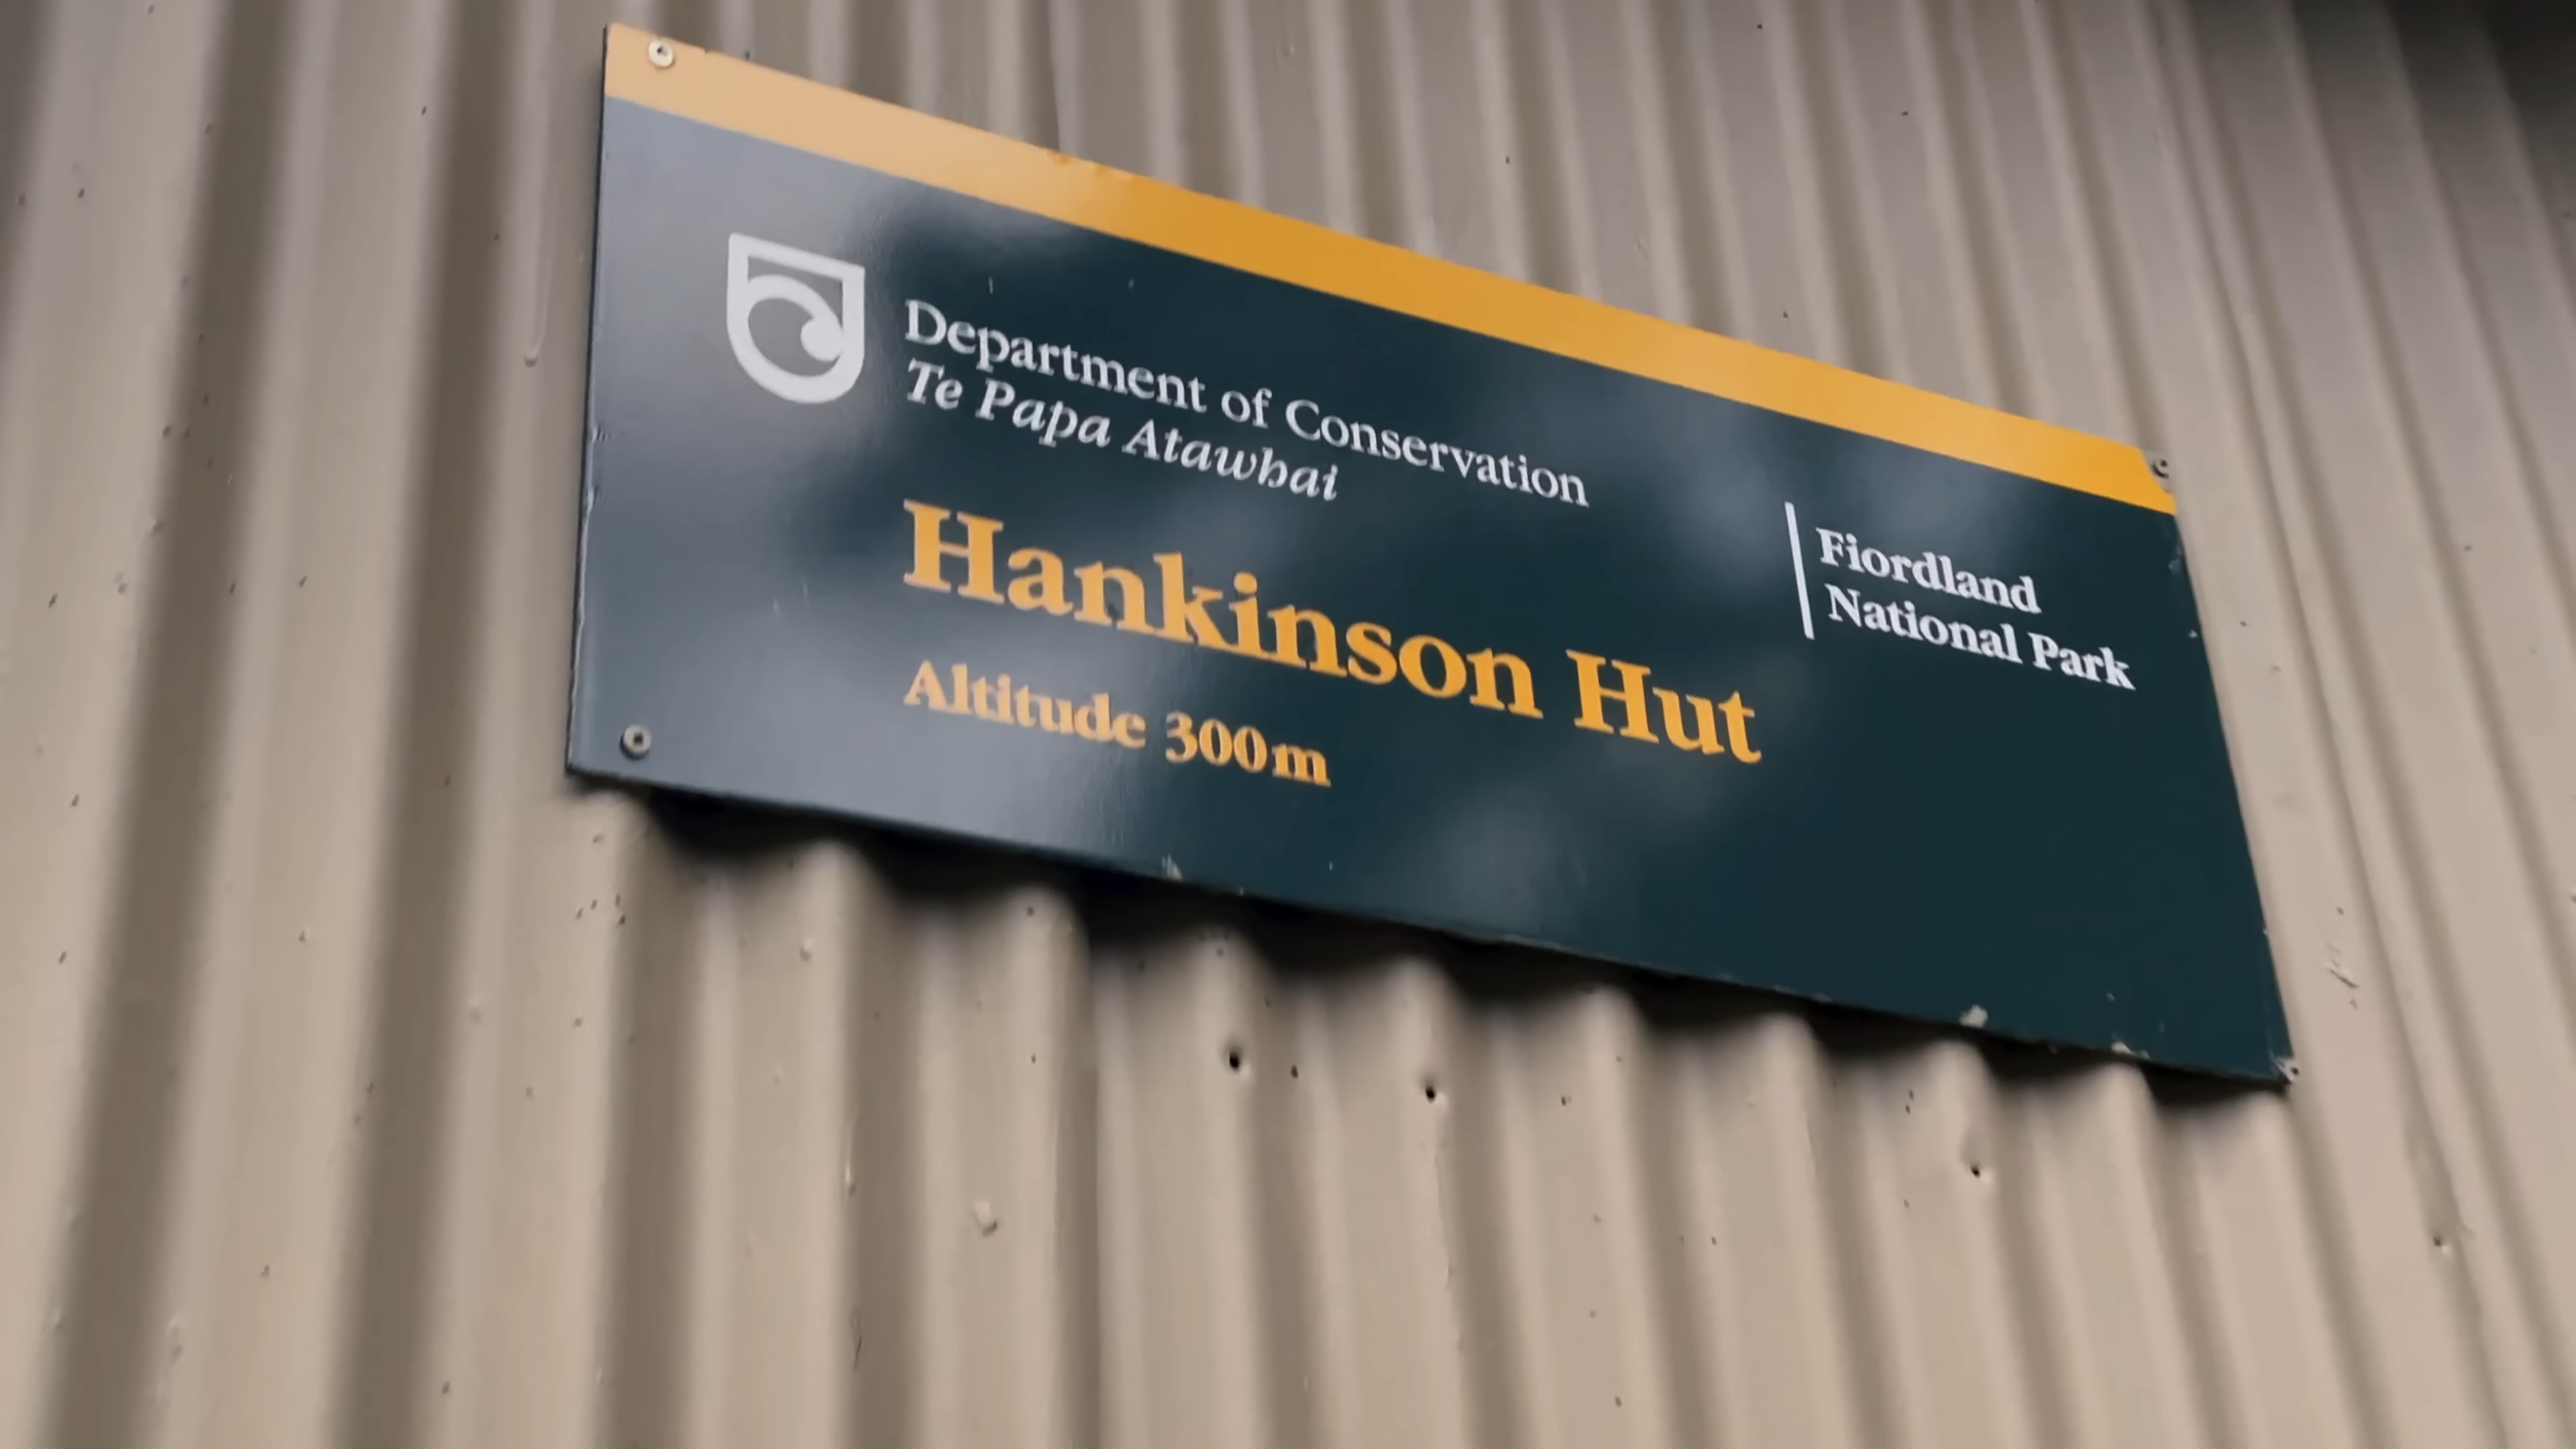 Department of Conservation
Te Papa Atawhai
Hankinson Hut
Altitude 300m
Fiordland
National Park